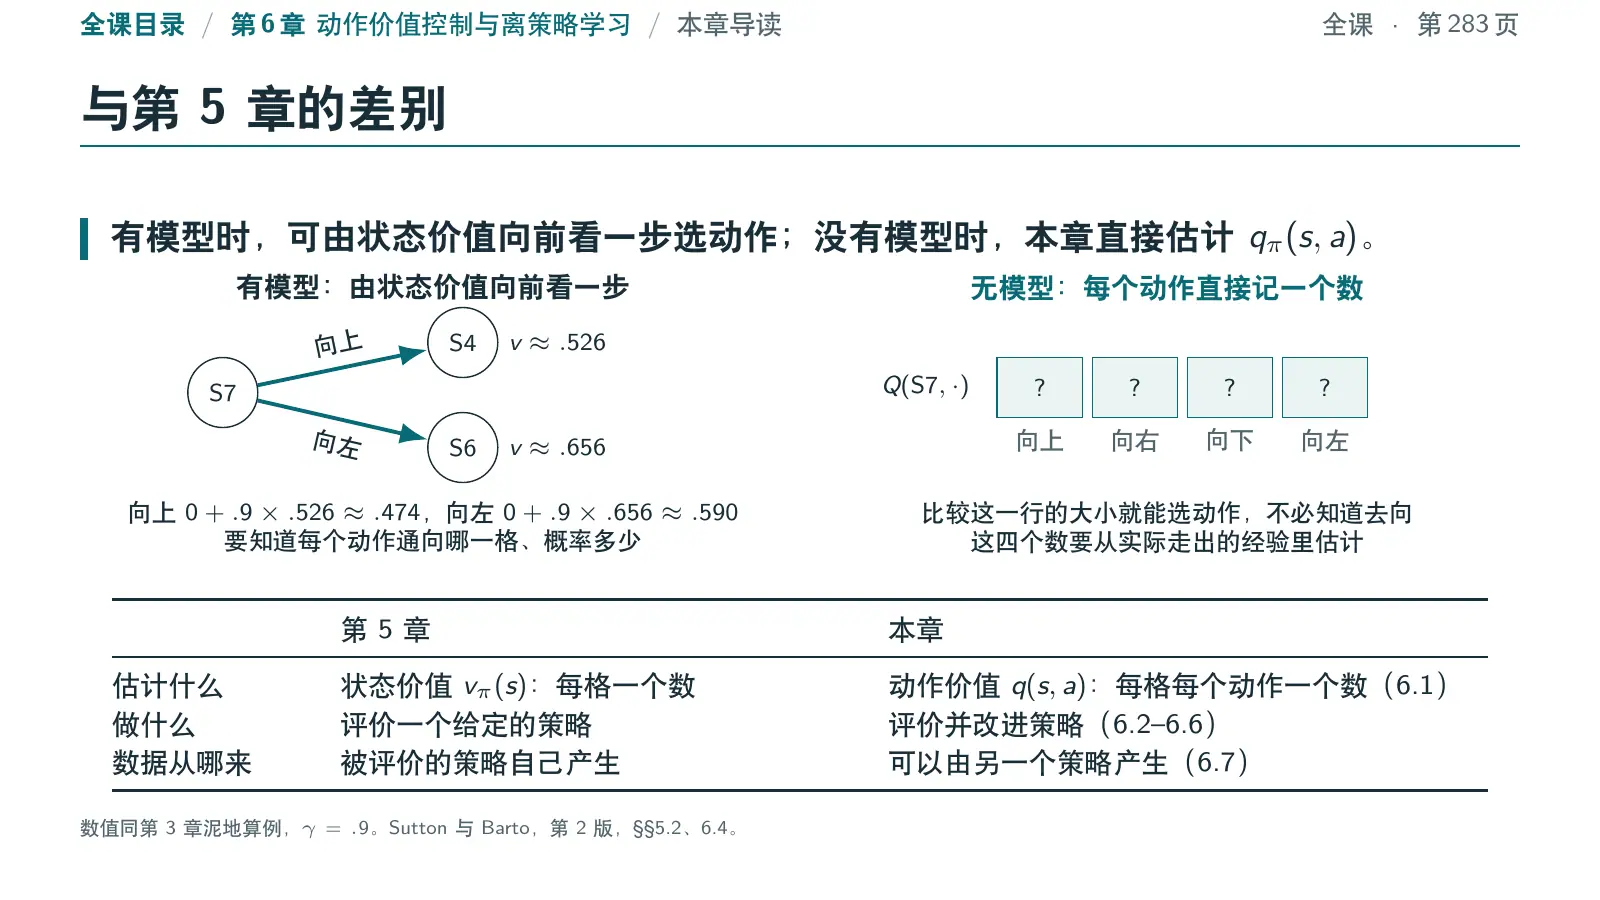 全课目录 / 第 6 章 动作价值控制与离策略学习 / 本章导读
全课 · 第 283 页
与第 5 章的差别
有模型时，可由状态价值向前看一步选动作；没有模型时，本章直接估计 qπ(s, a)。
有模型：由状态价值向前看一步
向上
S4
v ≈ .526
S7
向左
S6
v ≈ .656
向上 0 + .9 × .526 ≈ .474，向左 0 + .9 × .656 ≈ .590
要知道每个动作通向哪一格、概率多少
无模型：每个动作直接记一个数
Q(S7, ·)
? ? ? ?
向上 向右 向下 向左
比较这一行的大小就能选动作，不必知道去向
这四个数要从实际走出的经验里估计
第 5 章 本章
估计什么 状态价值 vπ(s)：每格一个数 动作价值 q(s, a)：每格每个动作一个数（6.1）
做什么 评价一个给定的策略 评价并改进策略（6.2–6.6）
数据从哪来 被评价的策略自己产生 可以由另一个策略产生（6.7）
数值同第 3 章泥地算例，γ = .9。Sutton 与 Barto，第 2 版，§§5.2、6.4。